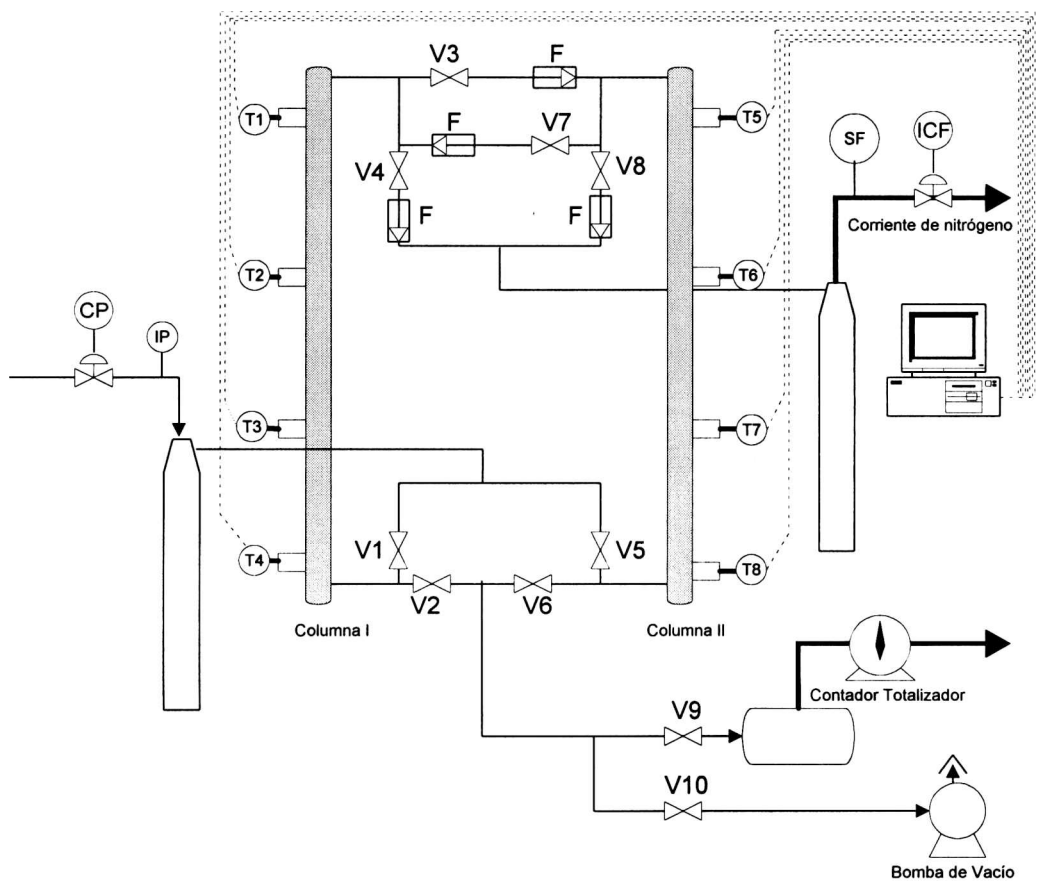 V3
F
T1
T5
F
V7
SF
ICF
V4
V8
F
F
Corriente de nitrógeno
T2
T6
CP
IP
T3
T7
V1
V5
T4
T8
V2
V6
Columna I
Columna II
Contador Totalizador
V9
V10
Bomba de Vacío